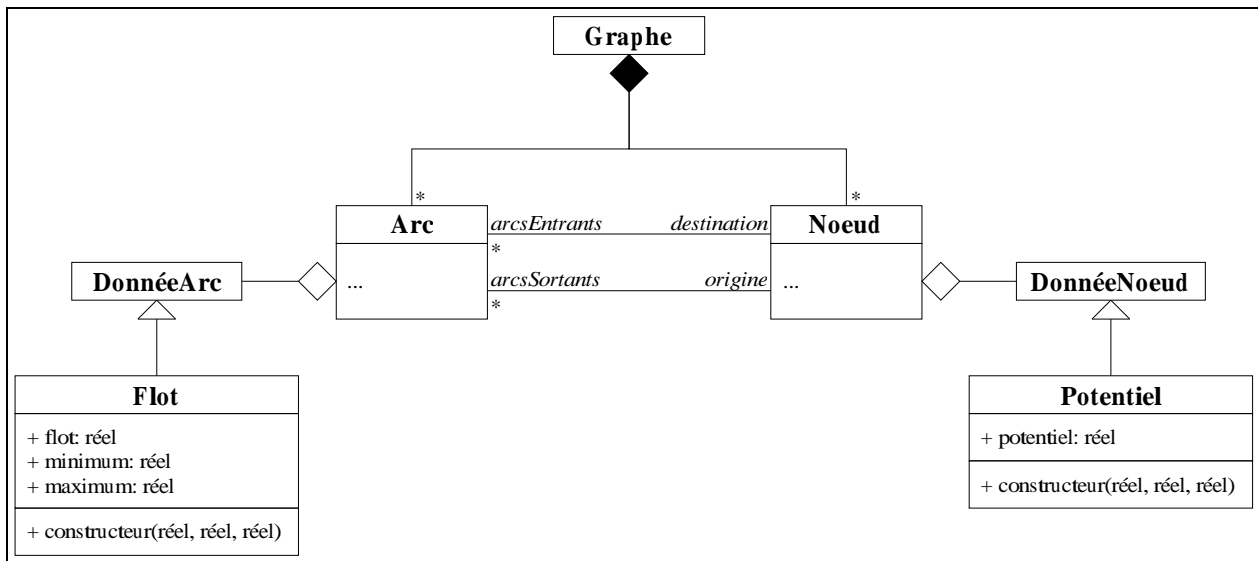 Graphe
* *
Arc
arcsEntrants
destination
Noeud
*
DonnéeArc
...
arcsSortants
origine
...
DonnéeNoeud
*
Flot
Potentiel
+ flot: réel
+ minimum: réel
+ maximum: réel
+ constructeur(réel, réel, réel)
+ potentiel: réel
+ constructeur(réel, réel, réel)